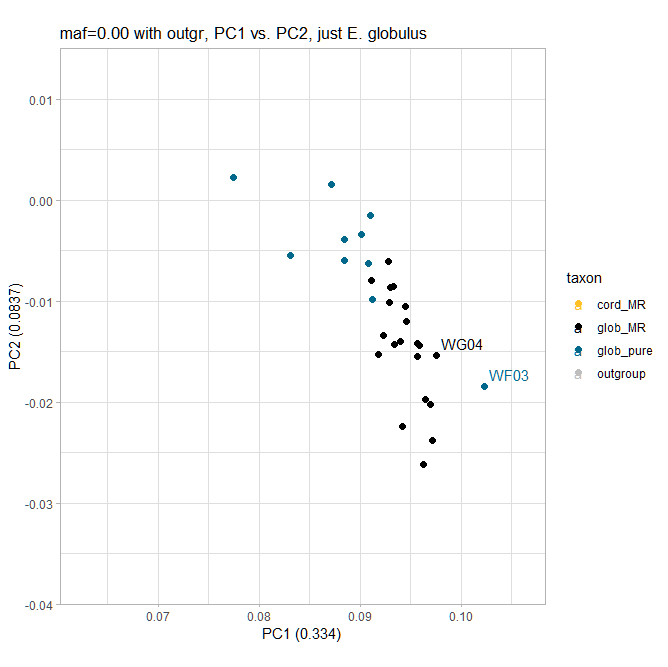 maf=0.00 with outgr, PC1 vs. PC2, just E. globulus
0.01
0.00
-0.01
-0.02
-0.03
-0.04
PC2 (0.0837)
WG04
WF03
0.07
0.08
0.09
0.10
PC1 (0.334)
taxon
a cord_MR
a glob_MR
a glob_pure
a outgroup